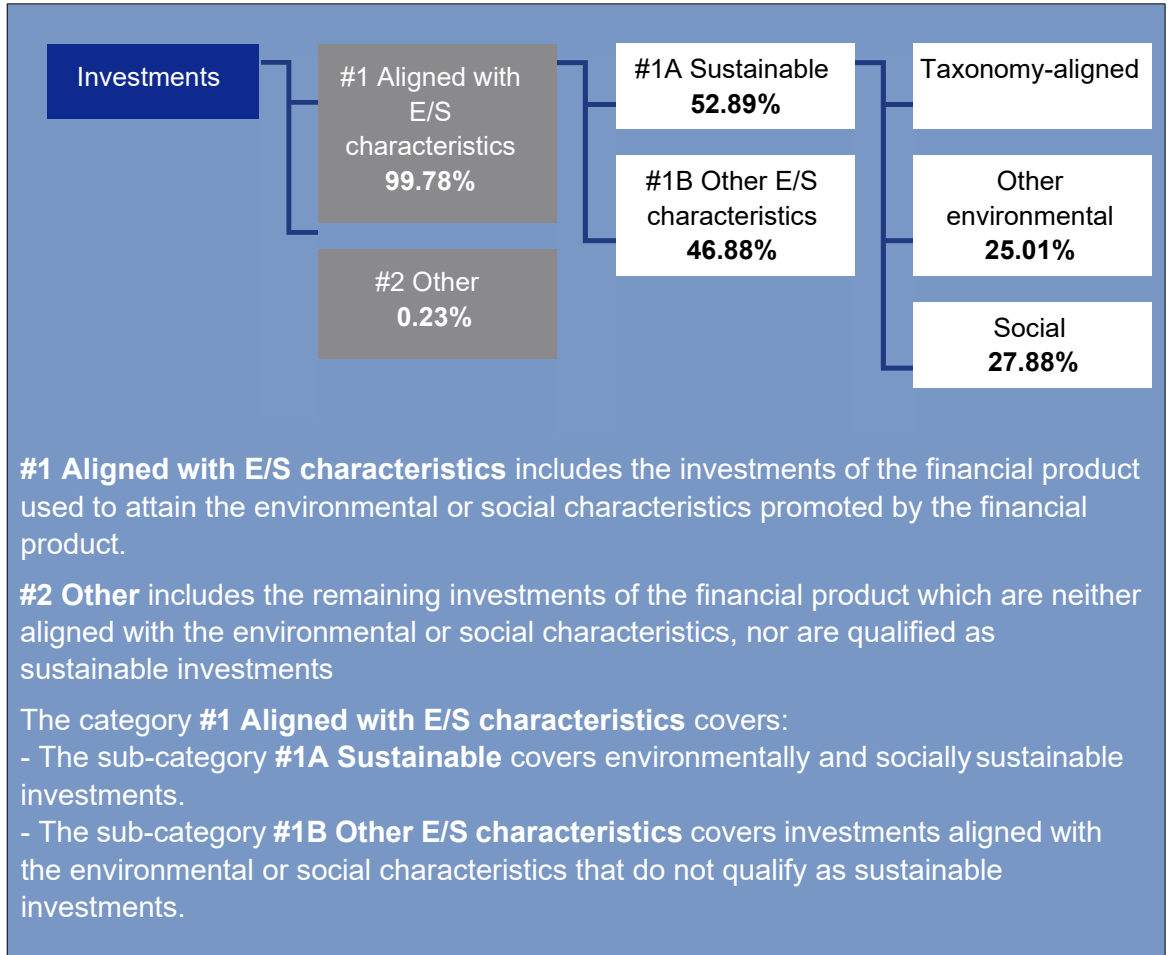 Investments
#1 Aligned with
E/S
characteristics
99.78%
#2 Other
0.23%
#1A Sustainable
52.89%
#1B Other E/S
characteristics
46.88%
Taxonomy-aligned
Other
environmental
25.01%
Social
27.88%
#1 Aligned with E/S characteristics includes the investments of the financial product
used to attain the environmental or social characteristics promoted by the financial
product.
#2 Other includes the remaining investments of the financial product which are neither
aligned with the environmental or social characteristics, nor are qualified as
sustainable investments
The category #1 Aligned with E/S characteristics covers:
- The sub-category #1A Sustainable covers environmentally and socially sustainable
investments.
- The sub-category #1B Other E/S characteristics covers investments aligned with
the environmental or social characteristics that do not qualify as sustainable
investments.